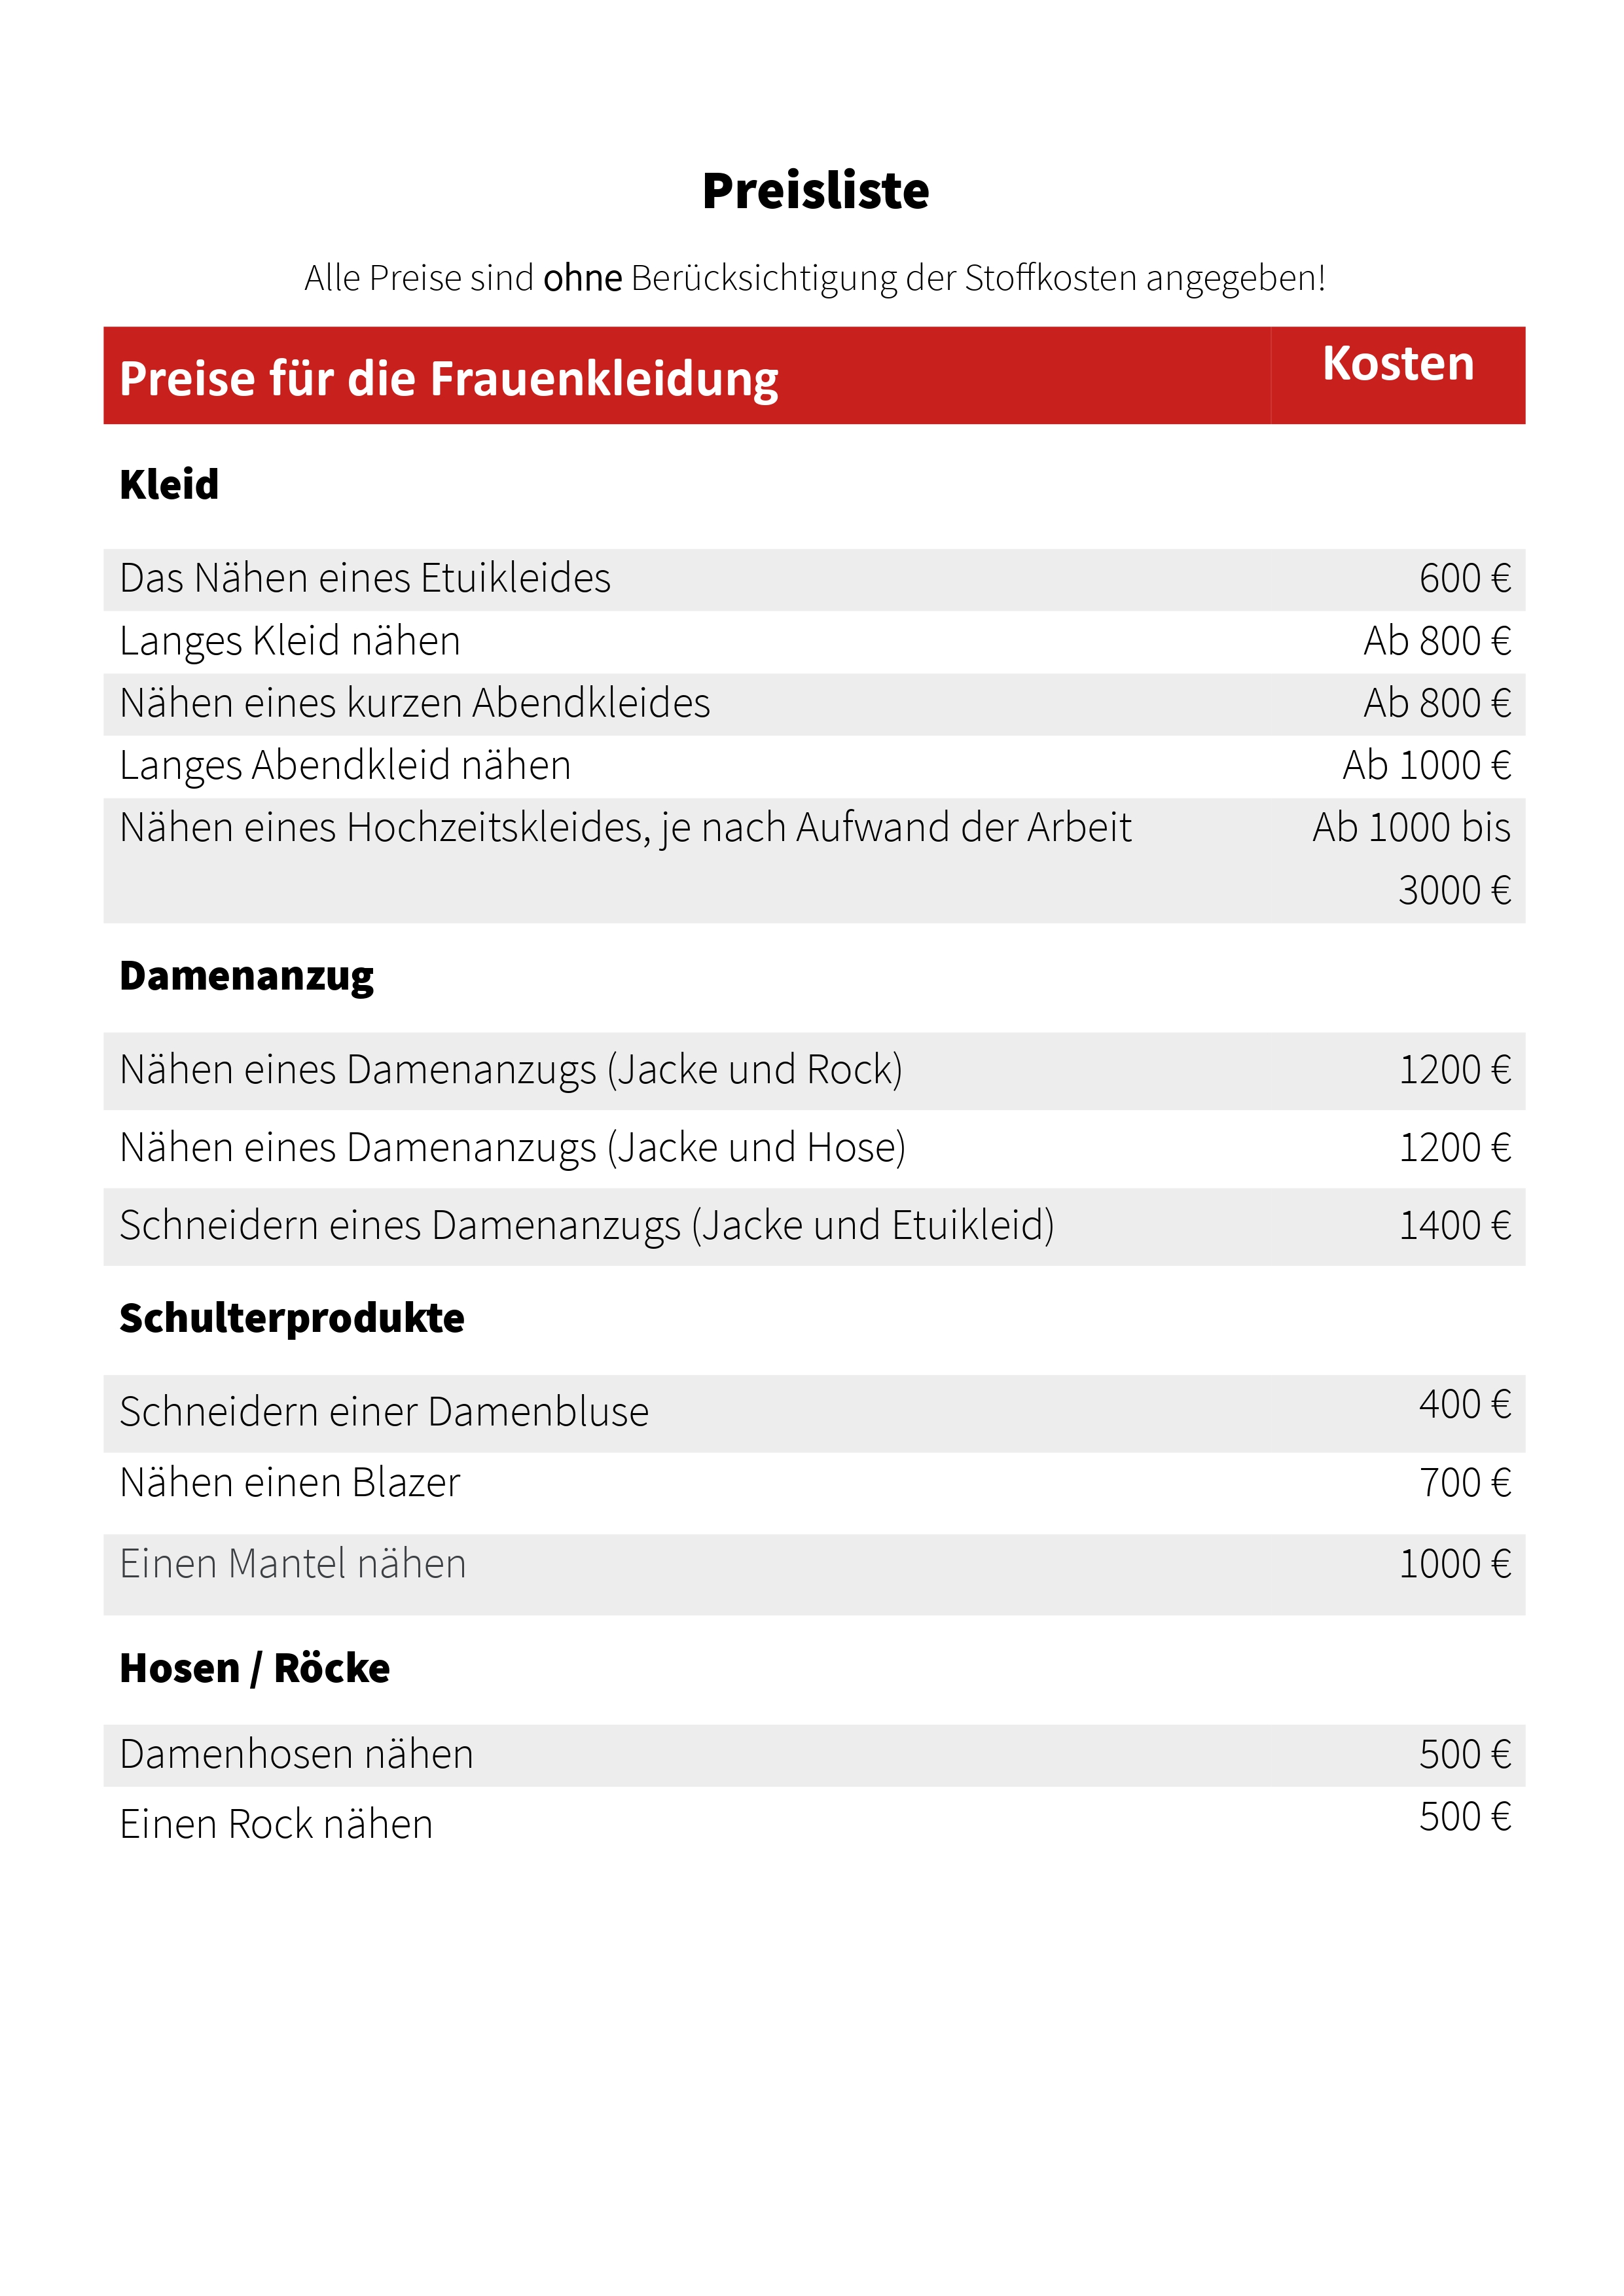 Preisliste
Alle Preise sind ohne Berücksichtigung der Stoffkosten angegeben!
Preise für die Frauenkleidung Kosten
Kleid
Das Nähen eines Etuikleides 600 €
Langes Kleid nähen Ab 800 €
Nähen eines kurzen Abendkleides Ab 800 €
Langes Abendkleid nähen Ab 1000 €
Nähen eines Hochzeitskleides, je nach Aufwand der Arbeit Ab 1000 bis
3000 €
Damenanzug
Nähen eines Damenanzugs (Jacke und Rock) 1200 €
Nähen eines Damenanzugs (Jacke und Hose) 1200 €
Schneidern eines Damenanzugs (Jacke und Etuikleid) 1400 €
Schulterprodukte
Schneidern einer Damenbluse 400 €
Nähen einen Blazer 700 €
Einen Mantel nähen 1000 €
Hosen / Röcke
Damenhosen nähen 500 €
Einen Rock nähen 500 €